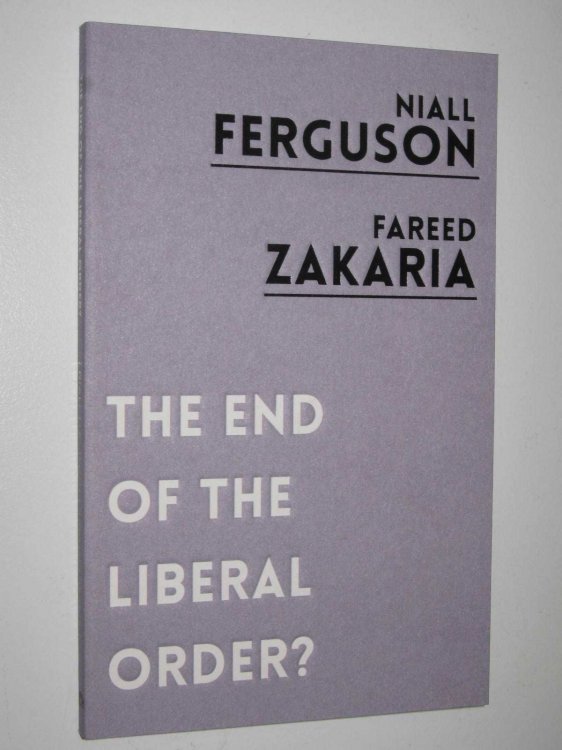 NIALL
FERGUSON
FAREED
ZAKARIA
THE END
OF THE
LIBERAL
ORDER?